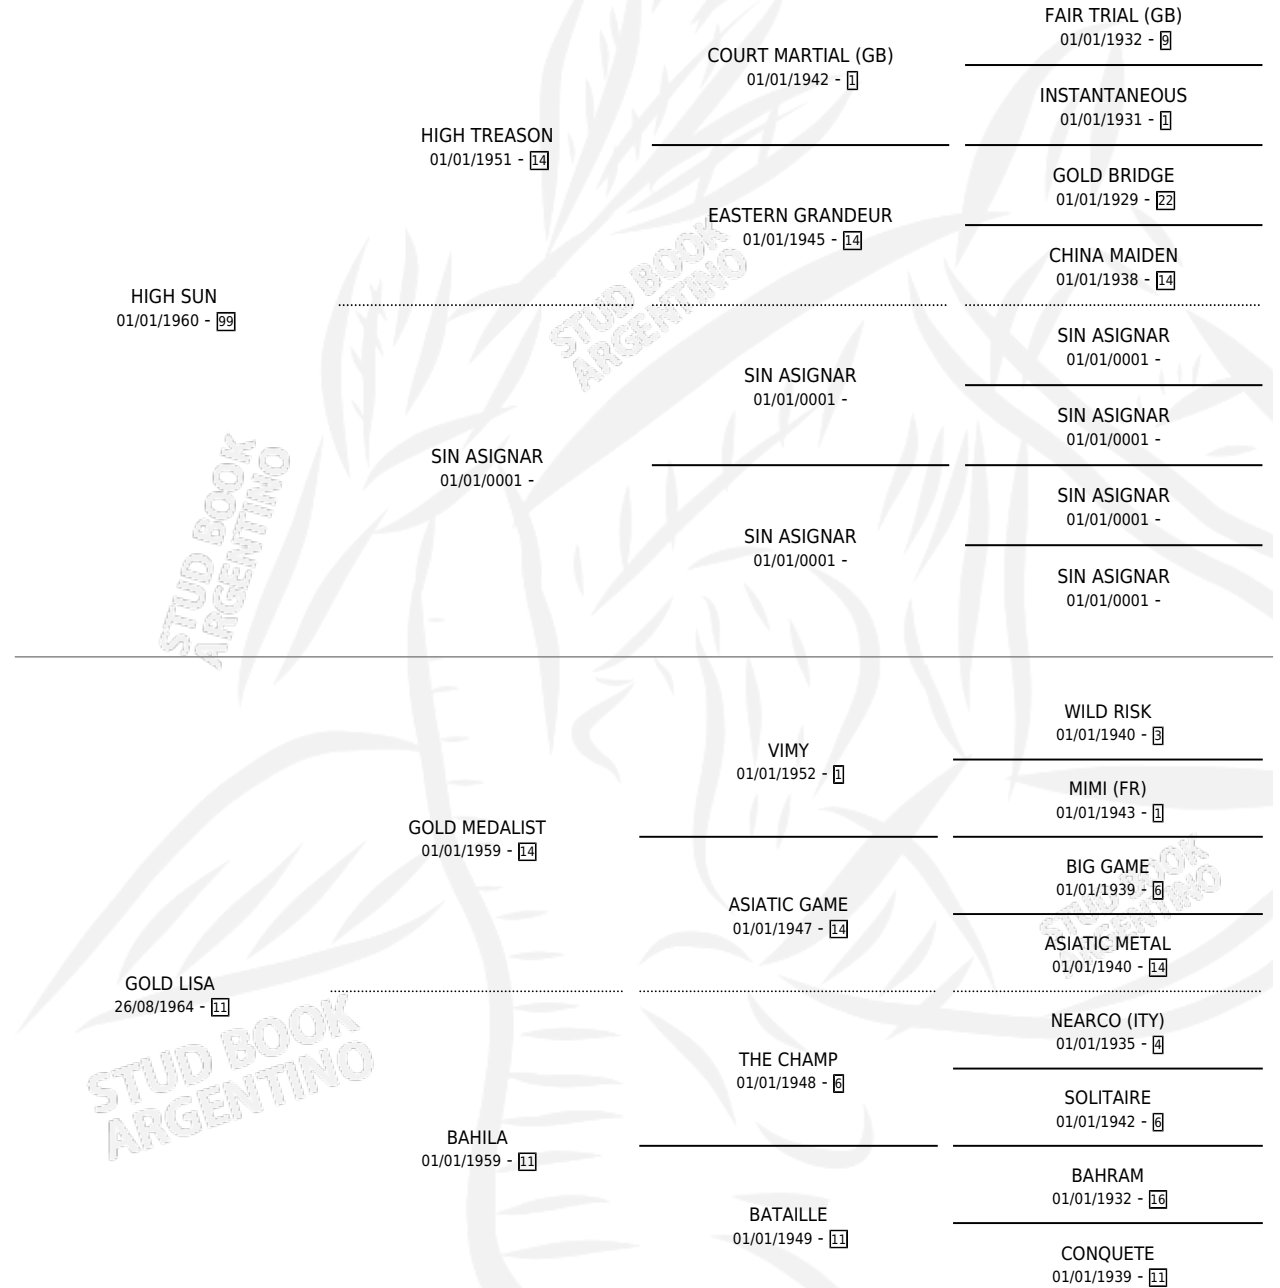 FAIR TRIAL (GB)
01/01/1932 - 9
COURT MARTIAL (GB)
01/01/1942 - 1
INSTANTANEOUS
01/01/1931 - 1
HIGH TREASON
01/01/1951 - 14
GOLD BRIDGE
01/01/1929 - 22
EASTERN GRANDEUR
01/01/1945 - 14
CHINA MAIDEN
01/01/1938 - 14
HIGH SUN
01/01/1960 - 99
SIN ASIGNAR
01/01/0001 -
SIN ASIGNAR
01/01/0001 -
SIN ASIGNAR
01/01/0001 -
SIN ASIGNAR
01/01/0001 -
SIN ASIGNAR
01/01/0001 -
SIN ASIGNAR
01/01/0001 -
SIN ASIGNAR
01/01/0001 -
STUD BOOK
ARGENTINO
STUD BOOK
ARGENTINO
WILD RISK
01/01/1940 - 3
VIMY
01/01/1952 - 1
MIMI (FR)
01/01/1943 - 1
GOLD MEDALIST
01/01/1959 - 14
BIG GAME
01/01/1939 - 6
ASIATIC GAME
01/01/1947 - 14
ASIATIC METAL
01/01/1940 - 14
STUD BOOK
ARGENTINO
GOLD LISA
26/08/1964 - 11
NEARCO (ITY)
01/01/1935 - 4
THE CHAMP
01/01/1948 - 6
SOLITAIRE
01/01/1942 - 6
STUD BOOK
ARGENTINO
BAHILA
01/01/1959 - 11
BAHRAM
01/01/1932 - 16
BATAILLE
01/01/1949 - 11
CONQUETE
01/01/1939 - 11